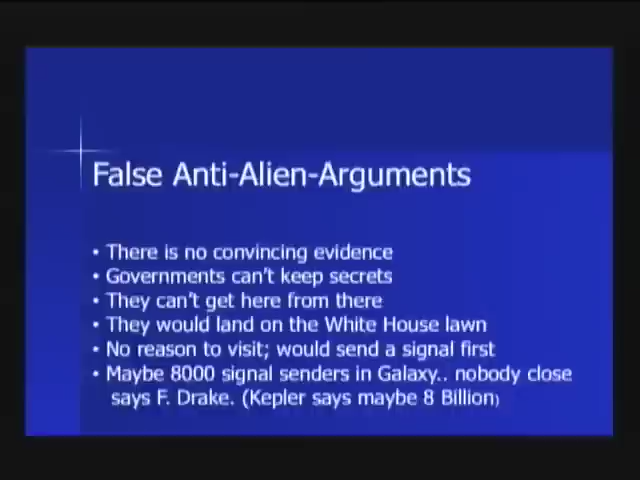 False Anti-Alien-Arguments
• There is no convincing evidence
• Governments can't keep secrets
• They can't get here from there
• They would land on the White House lawn
• No reason to visit; would send a signal first
• Maybe 8000 signal senders in Galaxy.. nobody close
says F. Drake. (Kepler says maybe 8 Billion)